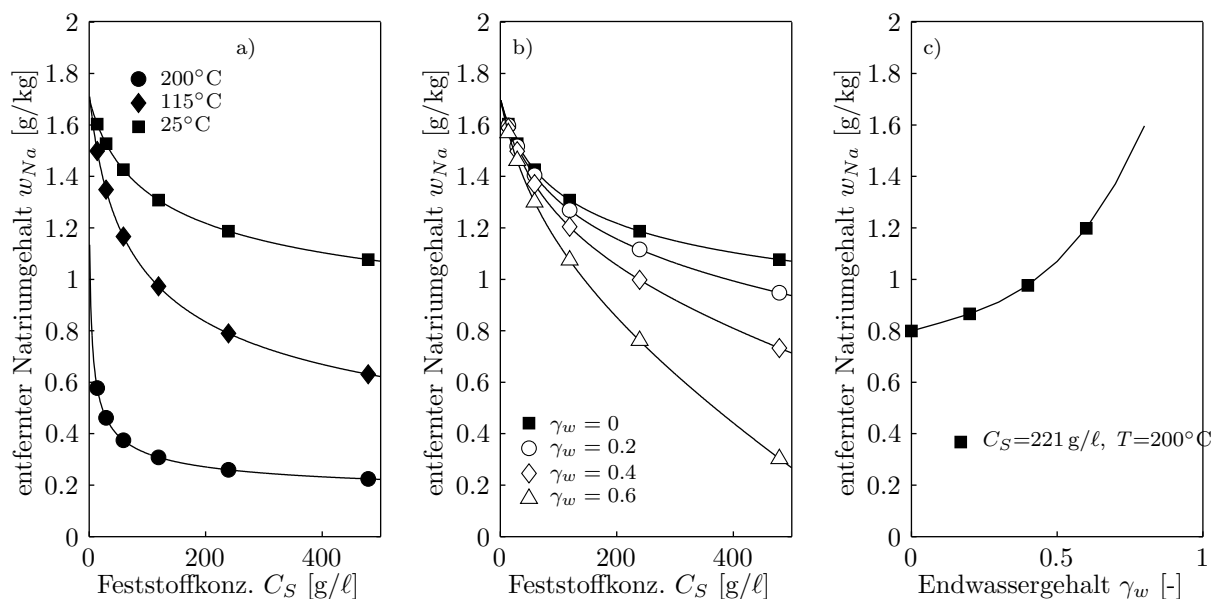 entfernter Natriumgehalt w_Na [g/kg]
2
1.8
1.6
1.4
1.2
1
0.8
0.6
0.4
0.2
0
a)
200°C
115°C
25°C
0
200
400
Feststoffkonz. C_S [g/ℓ]
entfernter Natriumgehalt w_Na [g/kg]
2
1.8
1.6
1.4
1.2
1
0.8
0.6
0.4
0.2
0
b)
γ_w = 0
γ_w = 0.2
γ_w = 0.4
γ_w = 0.6
0
200
400
Feststoffkonz. C_S [g/ℓ]
entfernter Natriumgehalt w_Na [g/kg]
2
1.8
1.6
1.4
1.2
1
0.8
0.6
0.4
0.2
0
c)
C_S=221 g/ℓ, T=200°C
0
0.5
1
Endwassergehalt γ_w [-]